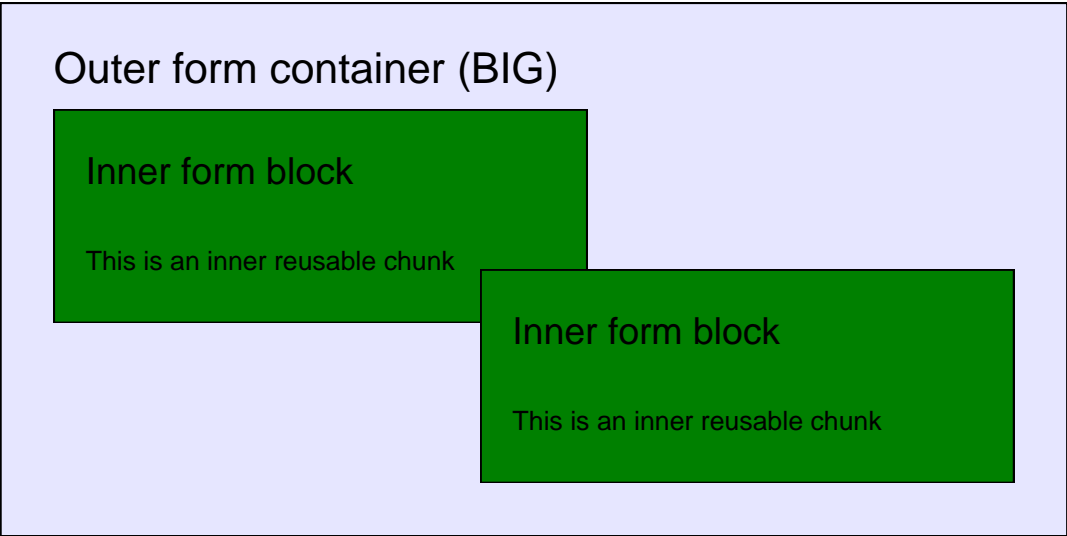 Outer form container (BIG)
Inner form block
This is an inner reusable chunk
Inner form block
This is an inner reusable chunk